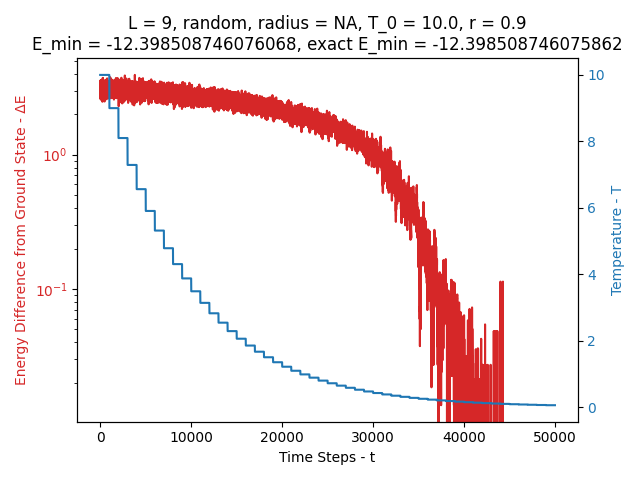 L = 9, random, radius = NA, T_0 = 10.0, r = 0.9
E_min = -12.398508746076068, exact E_min = -12.398508746075862
Energy Difference from Ground State - ΔE
10^0
10^{-1}
10
8
6
4
2
0
Temperature - T
0 10000 20000 30000 40000 50000
Time Steps - t